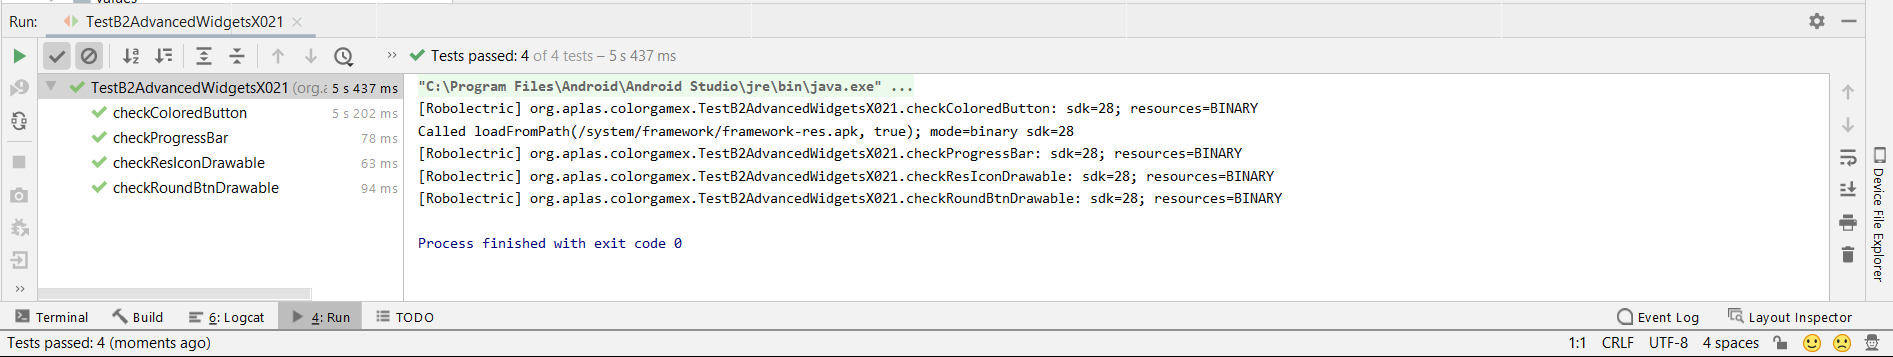 values
Run: TestB2AdvancedWidgetsX021
Tests passed: 4 of 4 tests – 5 s 437 ms
TestB2AdvancedWidgetsX021 (org.a 5 s 437 ms
checkColoredButton 5 s 202 ms
checkProgressBar 78 ms
checkResIconDrawable 63 ms
checkRoundBtnDrawable 94 ms
"C:\Program Files\Android\Android Studio\jre\bin\java.exe" ...
[Robolectric] org.aplas.colorgamex.TestB2AdvancedWidgetsX021.checkColoredButton: sdk=28; resources=BINARY
Called loadFromPath(/system/framework/framework-res.apk, true); mode=binary sdk=28
[Robolectric] org.aplas.colorgamex.TestB2AdvancedWidgetsX021.checkProgressBar: sdk=28; resources=BINARY
[Robolectric] org.aplas.colorgamex.TestB2AdvancedWidgetsX021.checkResIconDrawable: sdk=28; resources=BINARY
[Robolectric] org.aplas.colorgamex.TestB2AdvancedWidgetsX021.checkRoundBtnDrawable: sdk=28; resources=BINARY
Process finished with exit code 0
Device File Explorer
Terminal Build 6: Logcat 4: Run TODO Event Log Layout Inspector
Tests passed: 4 (moments ago) 1:1 CRLF UTF-8 4 spaces